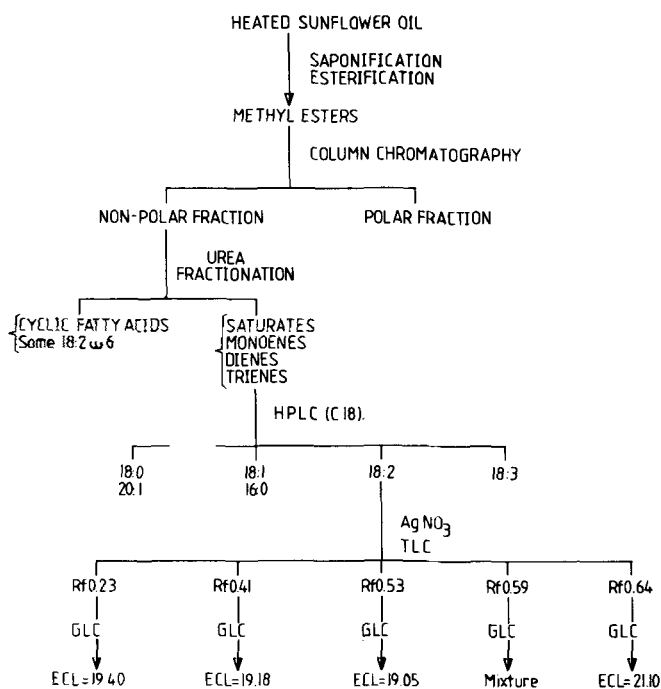 HEATED SUNFLOWER OIL
SAPONIFICATION
ESTERIFICATION
METHYL ESTERS
COLUMN CHROMATOGRAPHY
NON-POLAR FRACTION
POLAR FRACTION
UREA
FRACTIONATION
CYCLIC FATTY ACIDS
Some 18:2 ω 6
SATURATES
MONOENES
DIENES
TRIENES
HPLC (C 18).
18:0
20:1
18:1
16:0
18:2
18:3
AgNO3
TLC
Rf0.23
Rf0.41
Rf0.53
Rf0.59
Rf0.64
GLC
GLC
GLC
GLC
GLC
ECL=19.40
ECL=19.18
ECL=19.05
Mixture
ECL=21.10